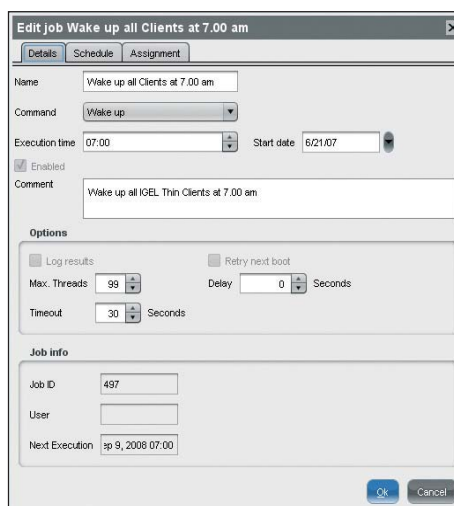 Edit job Wake up all Clients at 7.00 am
Details Schedule Assignment
Name Wake up all Clients at 7.00 am
Command Wake up
Execution time 07:00 Start date 6/21/07
Enabled
Comment Wake up all IGEL Thin Clients at 7.00 am
Options
Log results Retry next boot
Max. Threads 99 Delay 0 Seconds
Timeout 30 Seconds
Job info
Job ID 497
User
Next Execution ep 9, 2008 07:00
Ok Cancel